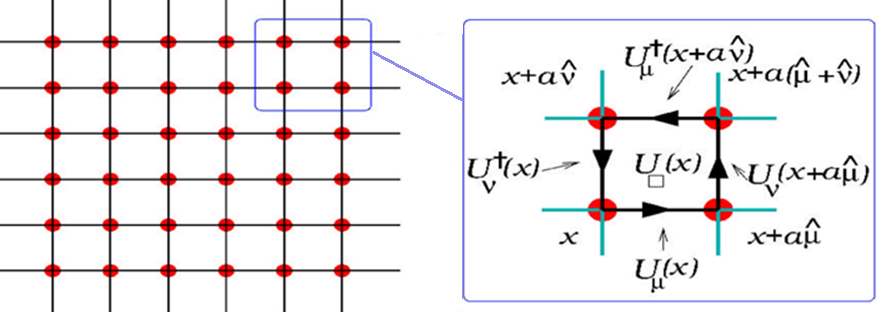 U†μ(x+aν̂)
x+aν̂
x+a(μ̂+ν̂)
U†ν(x)
U□(x)
Uν(x+aμ̂)
x
x+aμ̂
Uμ(x)